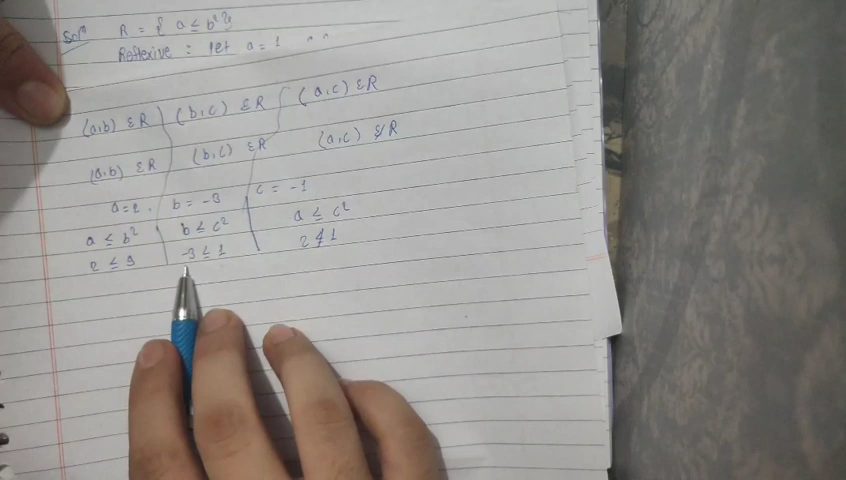 Soln R = { a ≤ b² }
Reflexive : let a = 1
(a,b) ε R (b,c) ε R (a,c) ε R
(a,b) ε R (b,c) ε R (a,c) ∉ R
a = 2, b = -3 c = -1
a ≤ b² b ≤ c² a ≤ c²
2 ≤ 9 -3 ≤ 1 2 ≰ 1